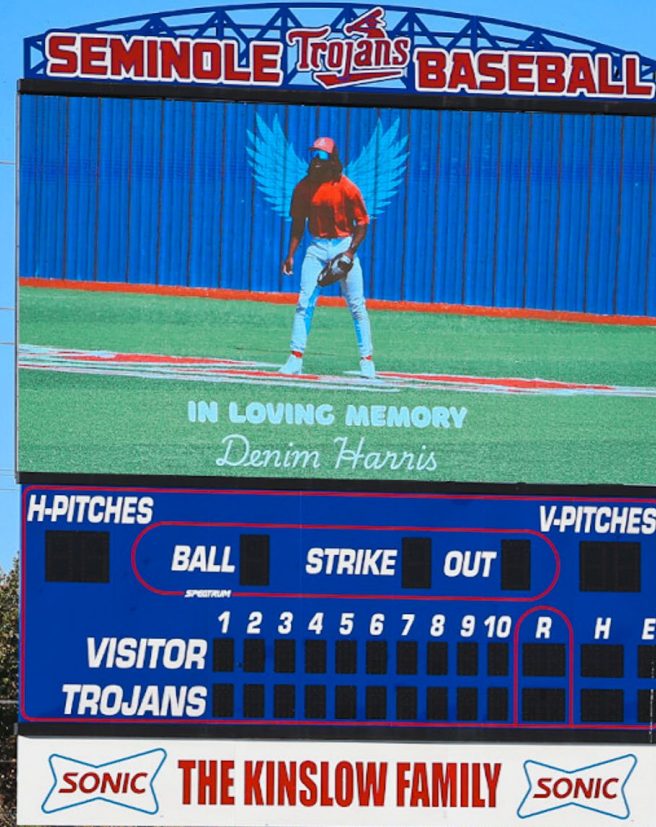 SEMINOLE Trojans BASEBALL
IN LOVING MEMORY
Denim Harris
H-PITCHES
V-PITCHES
BALL STRIKE OUT
SPECTRUM
1 2 3 4 5 6 7 8 9 10 R H E
VISITOR
TROJANS
SONIC THE KINSLOW FAMILY SONIC